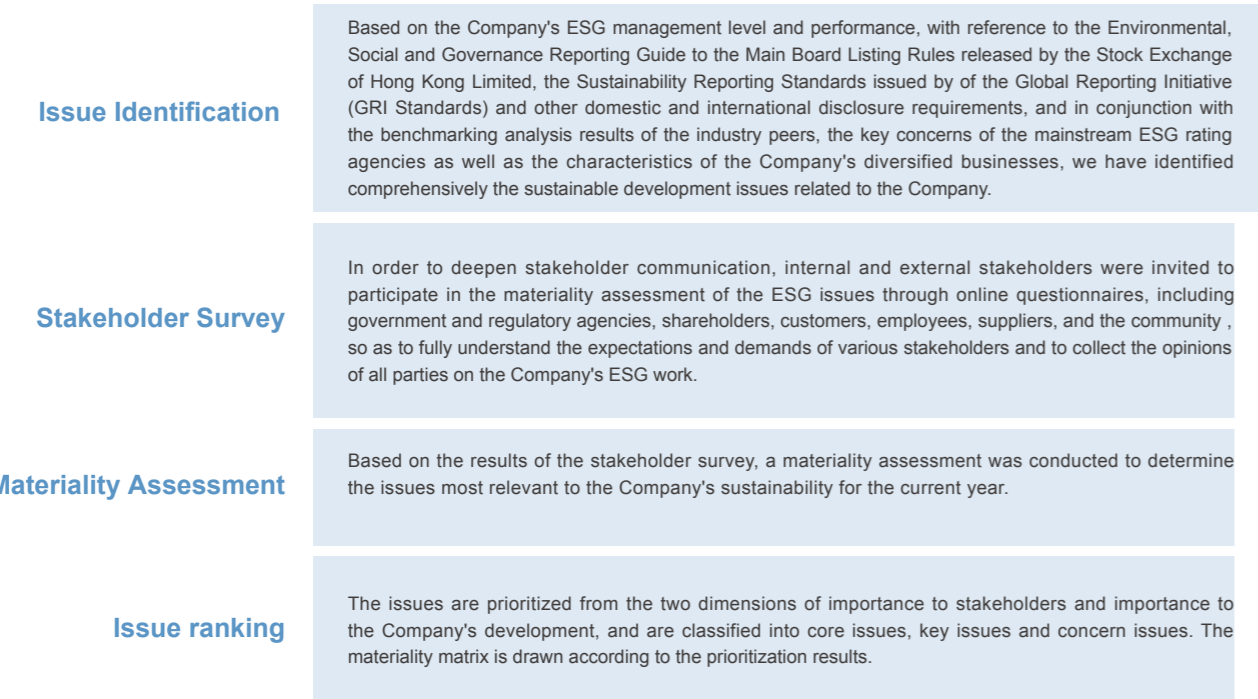 Issue Identification
Based on the Company's ESG management level and performance, with reference to the Environmental,
Social and Governance Reporting Guide to the Main Board Listing Rules released by the Stock Exchange
of Hong Kong Limited, the Sustainability Reporting Standards issued by of the Global Reporting Initiative
(GRI Standards) and other domestic and international disclosure requirements, and in conjunction with
the benchmarking analysis results of the industry peers, the key concerns of the mainstream ESG rating
agencies as well as the characteristics of the Company's diversified businesses, we have identified
comprehensively the sustainable development issues related to the Company.
Stakeholder Survey
In order to deepen stakeholder communication, internal and external stakeholders were invited to
participate in the materiality assessment of the ESG issues through online questionnaires, including
government and regulatory agencies, shareholders, customers, employees, suppliers, and the community ,
so as to fully understand the expectations and demands of various stakeholders and to collect the opinions
of all parties on the Company's ESG work.
Materiality Assessment
Based on the results of the stakeholder survey, a materiality assessment was conducted to determine
the issues most relevant to the Company's sustainability for the current year.
Issue ranking
The issues are prioritized from the two dimensions of importance to stakeholders and importance to
the Company's development, and are classified into core issues, key issues and concern issues. The
materiality matrix is drawn according to the prioritization results.